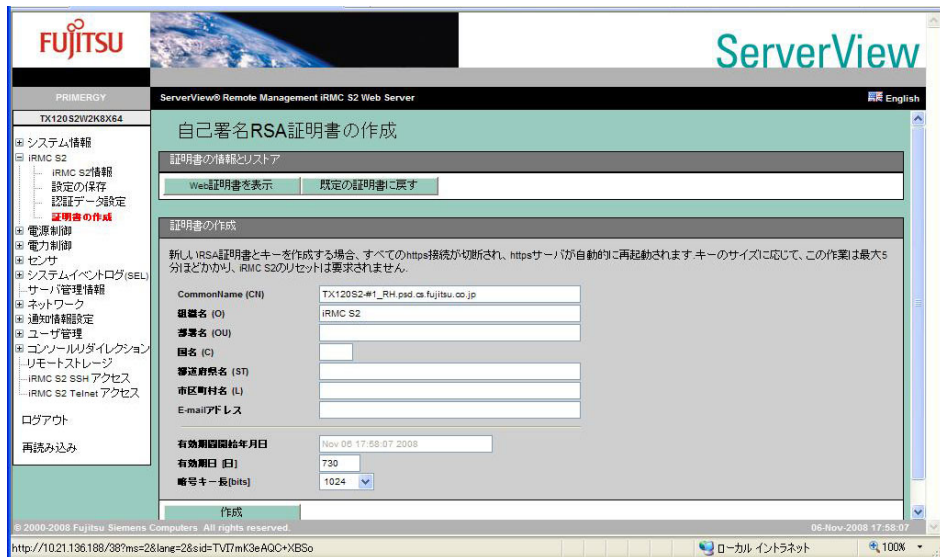 FUJITSU
ServerView
PRIMERGY
ServerView® Remote Management iRMC S2 Web Server
English
TX120S2W2K8X64
システム情報
iRMC S2
iRMC S2情報
設定の保存
認証データ設定
証明書の作成
電源制御
電力制御
センサ
システムイベントログ(SEL)
サーバ管理情報
ネットワーク
通知情報設定
ユーザ管理
コンソールリダイレクション
リモートストレージ
iRMC S2 SSH アクセス
iRMC S2 Telnet アクセス
ログアウト
再読み込み
自己署名RSA証明書の作成
証明書の情報とリストア
Web証明書を表示
既定の証明書に戻す
証明書の作成
新しいRSA証明書とキーを作成する場合、すべてのhttps接続が切断され、httpsサーバが自動的に再起動されます.キーのサイズに応じて、この作業は最大5
分ほどかかり、iRMC S2のリセットは要求されません.
CommonName (CN) TX120S2-#1_RH.psd.cs.fujitsu.co.jp
組織名 (O) iRMC S2
部署名 (OU)
国名 (C)
都道府県名 (ST)
市区町村名 (L)
E-mailアドレス
有効期間開始年月日 Nov 06 17:58:07 2008
有効期日 [日] 730
暗号キー長[bits] 1024
作成
© 2000-2008 Fujitsu Siemens Computers All rights reserved.
06-Nov-2008 17:58:07
http://10.21.136.188/38?ms=2&lang=2&sid=TVI7mK3eAQC+XBSo
ローカル イントラネット
100%